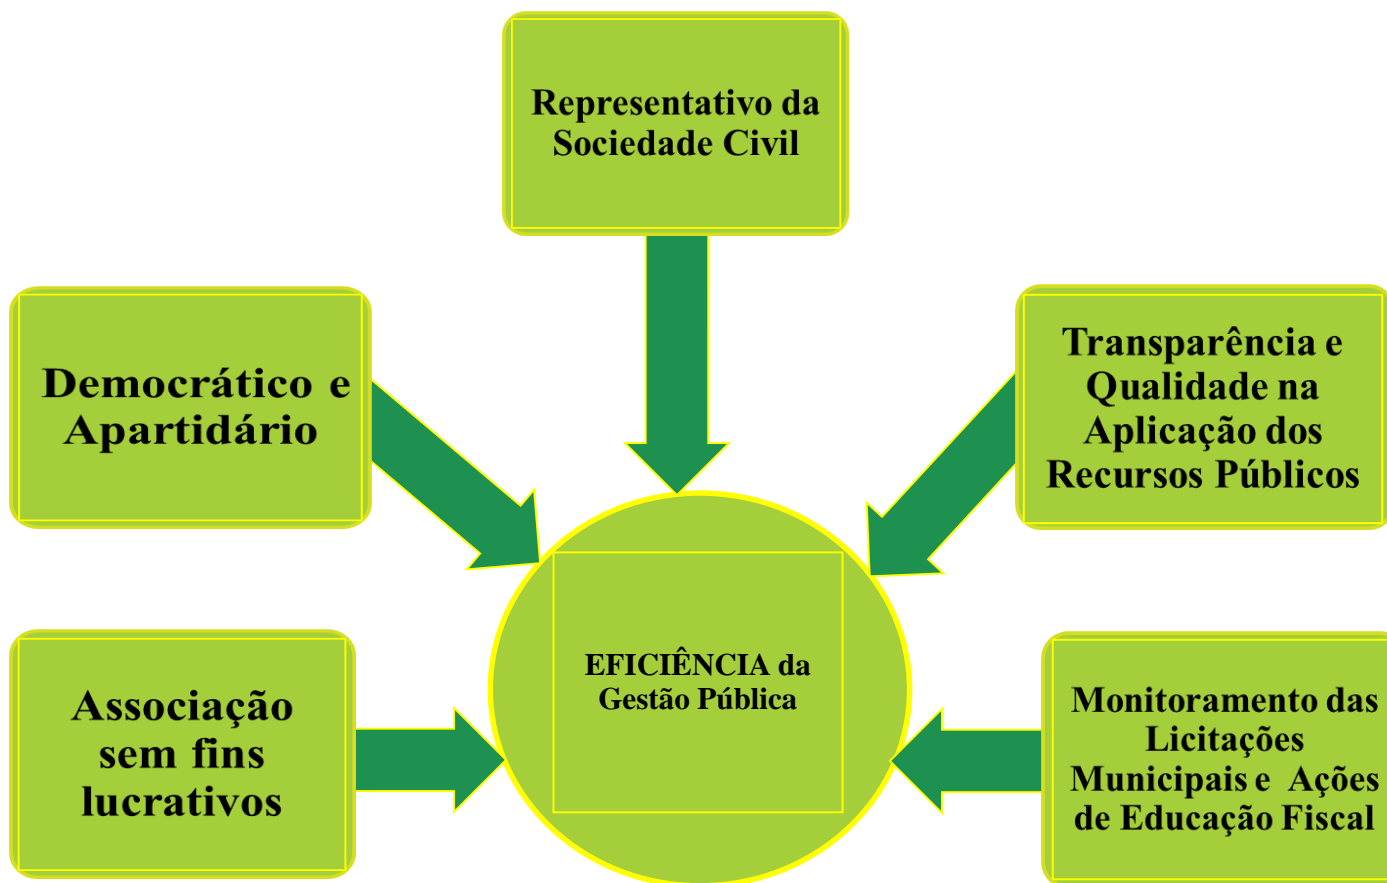 Representativo da
Sociedade Civil
Democrático e
Apartidário
Transparência e
Qualidade na
Aplicação dos
Recursos Públicos
Associação
sem fins
lucrativos
EFICIÊNCIA da
Gestão Pública
Monitoramento das
Licitações
Municipais e Ações
de Educação Fiscal